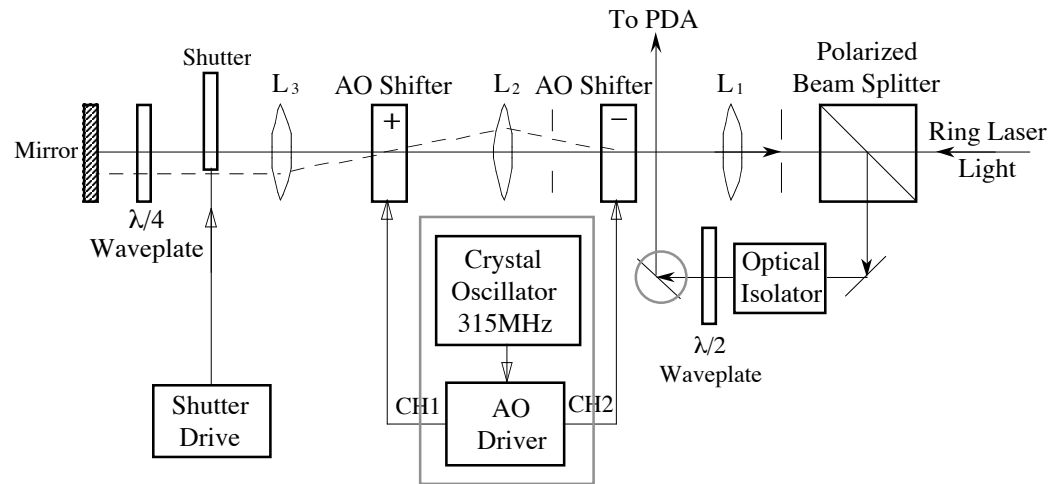 To PDA
Shutter
L3
AO Shifter
L2
AO Shifter
L1
Polarized
Beam Splitter
+
−
Mirror
Ring Laser
Light
λ/4
Waveplate
Crystal
Oscillator
315MHz
Optical
Isolator
λ/2
Waveplate
Shutter
Drive
CH1
AO
Driver
CH2